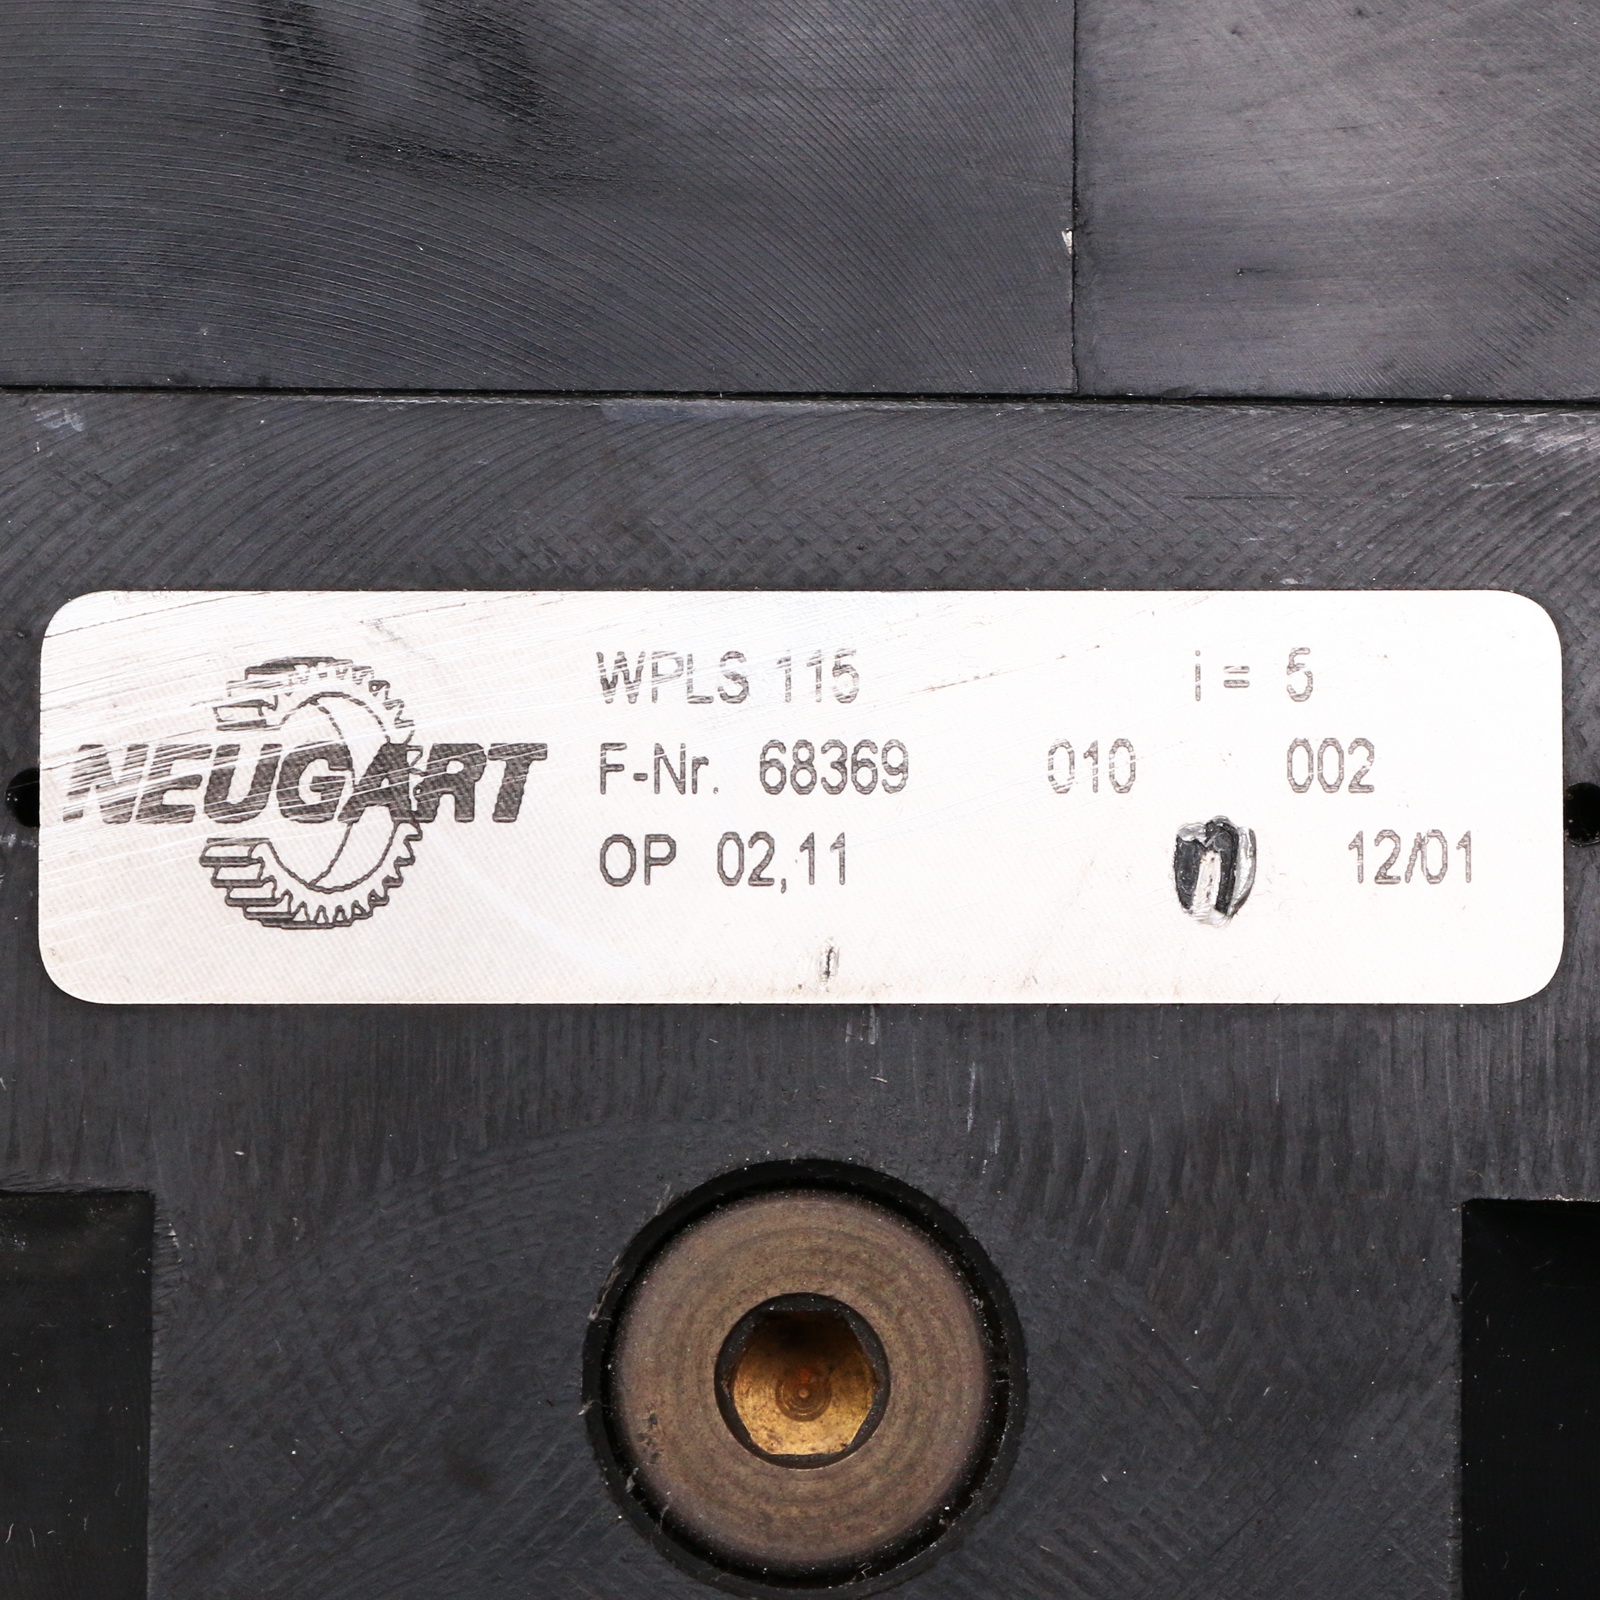 NEUGART
WPLS 115 i = 5
F-Nr. 68369 010 002
OP 02,11 12/01